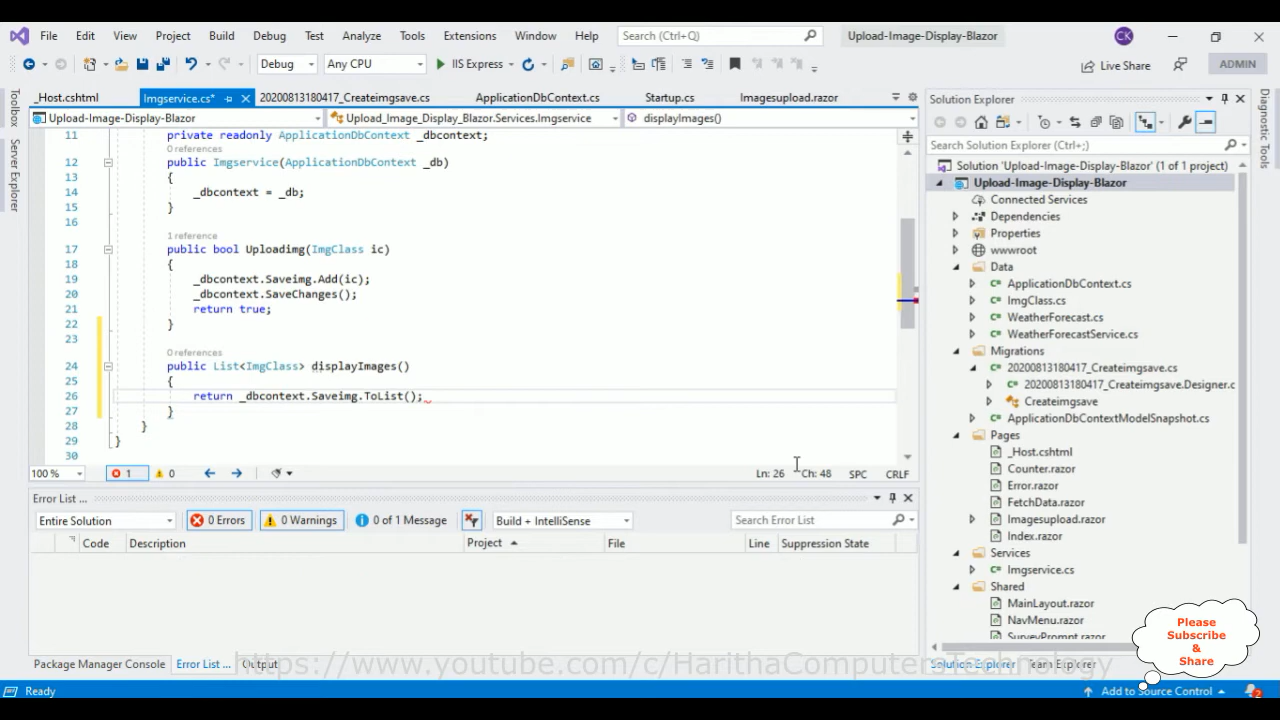 File Edit View Project Build Debug Test Analyze Tools Extensions Window Help Search (Ctrl+Q) Upload-Image-Display-Blazor CK
Debug Any CPU IIS Express Live Share ADMIN
_Host.cshtml Imgservice.cs* 20200813180417_Createimgsave.cs ApplicationDbContext.cs Startup.cs Imagesupload.razor
Upload-Image-Display-Blazor Upload_Image_Display_Blazor.Services.Imgservice displayImages()
Toolbox
Server Explorer
11 private readonly ApplicationDbContext _dbcontext;
0 references
12 public Imgservice(ApplicationDbContext _db)
13 {
14 _dbcontext = _db;
15 }
16
1 reference
17 public bool Uploadimg(ImgClass ic)
18 {
19 _dbcontext.Saveimg.Add(ic);
20 _dbcontext.SaveChanges();
21 return true;
22 }
23
0 references
24 public List<ImgClass> displayImages()
25 {
26 return _dbcontext.Saveimg.ToList();
27 }
28 }
29 }
30
100 % 1 0 Ln: 26 Ch: 48 SPC CRLF
Error List ...
Entire Solution 0 Errors 0 Warnings 0 of 1 Message Build + IntelliSense Search Error List
Code Description Project File Line Suppression State
Package Manager Console Error List ... Output
Solution Explorer
Search Solution Explorer (Ctrl+;)
Solution 'Upload-Image-Display-Blazor' (1 of 1 project)
Upload-Image-Display-Blazor
Connected Services
Dependencies
Properties
wwwroot
Data
ApplicationDbContext.cs
ImgClass.cs
WeatherForecast.cs
WeatherForecastService.cs
Migrations
20200813180417_Createimgsave.cs
20200813180417_Createimgsave.Designer.c
Createimgsave
ApplicationDbContextModelSnapshot.cs
Pages
_Host.cshtml
Counter.razor
Error.razor
FetchData.razor
Imagesupload.razor
Index.razor
Services
Imgservice.cs
Shared
MainLayout.razor
NavMenu.razor
SurveyPrompt.razor
Solution Explorer Team Explorer
Diagnostic Tools
Please
Subscribe
&
Share
https://www.youtube.com/c/HarithaComputersTechnology
Ready Add to Source Control 2